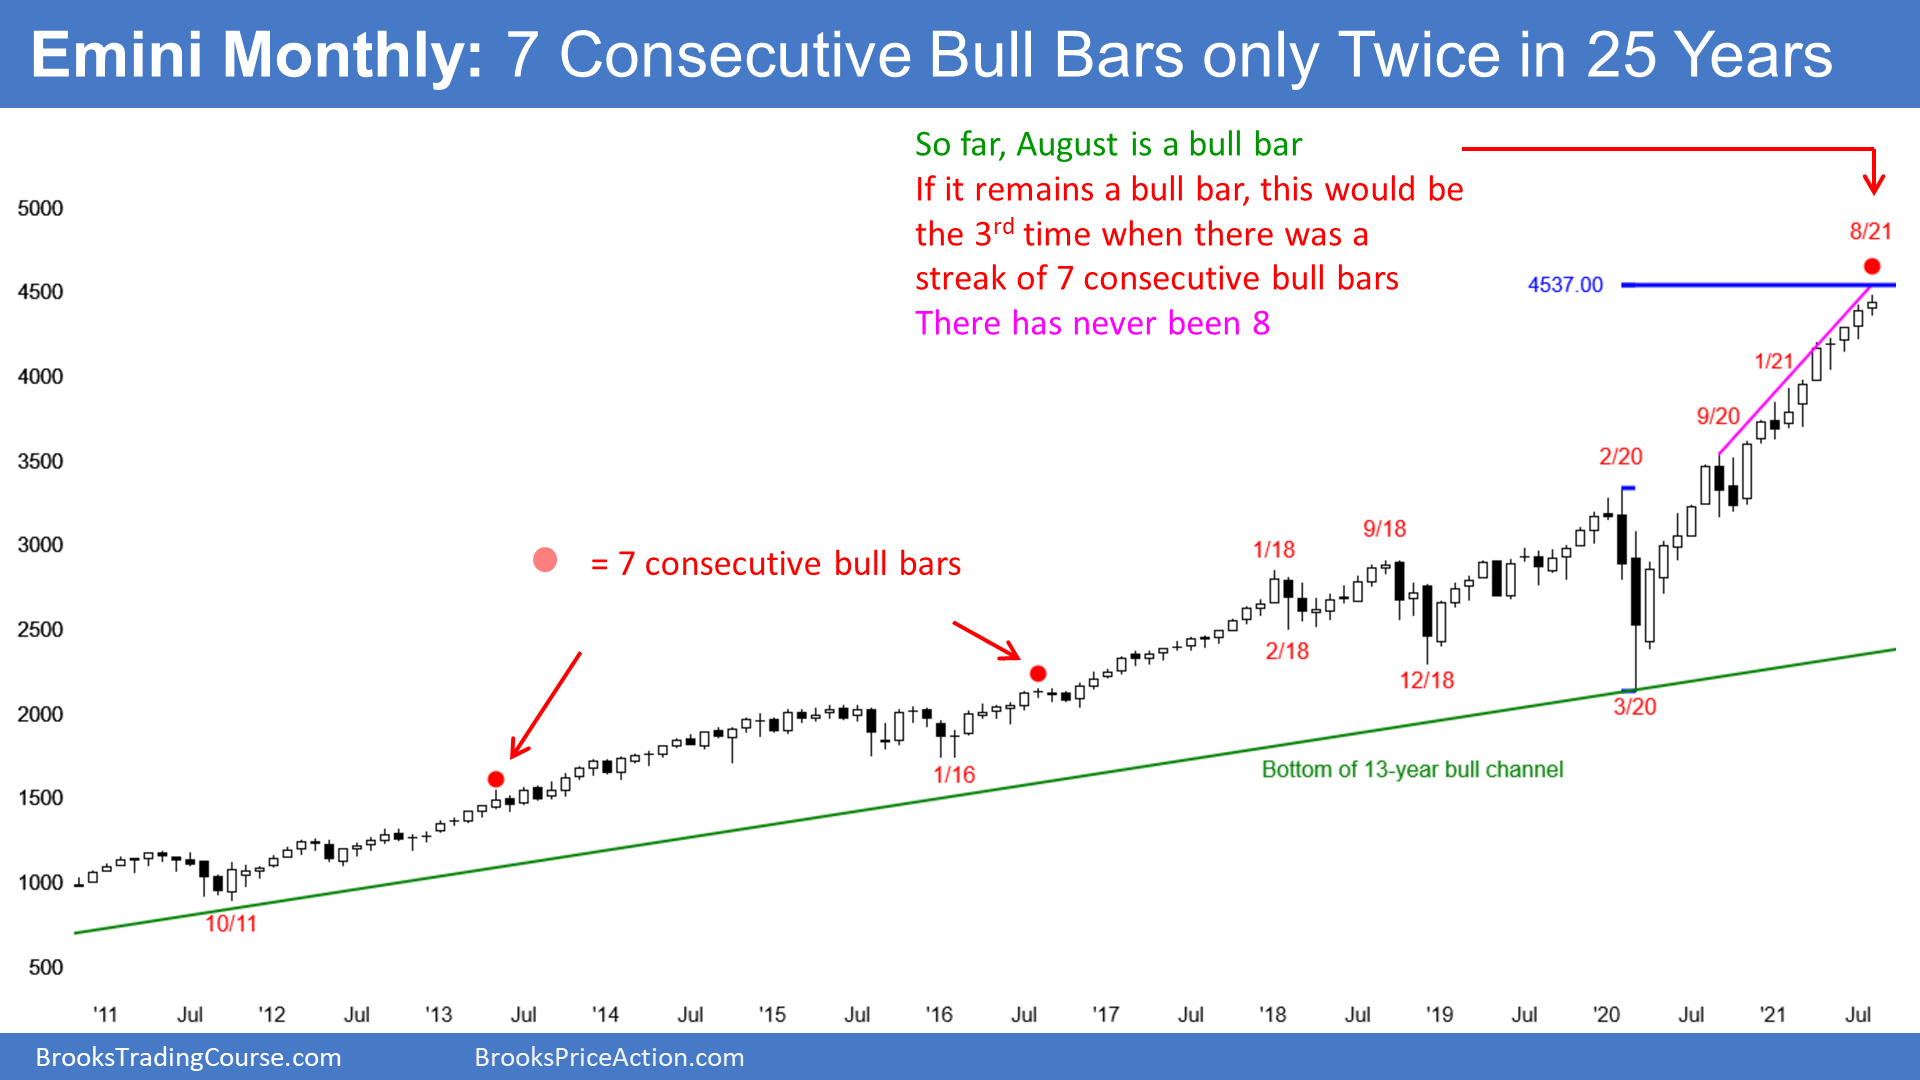 Emini Monthly: 7 Consecutive Bull Bars only Twice in 25 Years
So far, August is a bull bar
If it remains a bull bar, this would be
the 3rd time when there was a
streak of 7 consecutive bull bars
There has never been 8
5000
4500
4000
3500
3000
2500
2000
1500
1000
500
8/21
4537.00
1/21
9/20
2/20
9/18
1/18
= 7 consecutive bull bars
2/18
12/18
3/20
1/16
Bottom of 13-year bull channel
10/11
'11 Jul '12 Jul '13 Jul '14 Jul '15 Jul '16 Jul '17 Jul '18 Jul '19 Jul '20 Jul '21 Jul
BrooksTradingCourse.com BrooksPriceAction.com